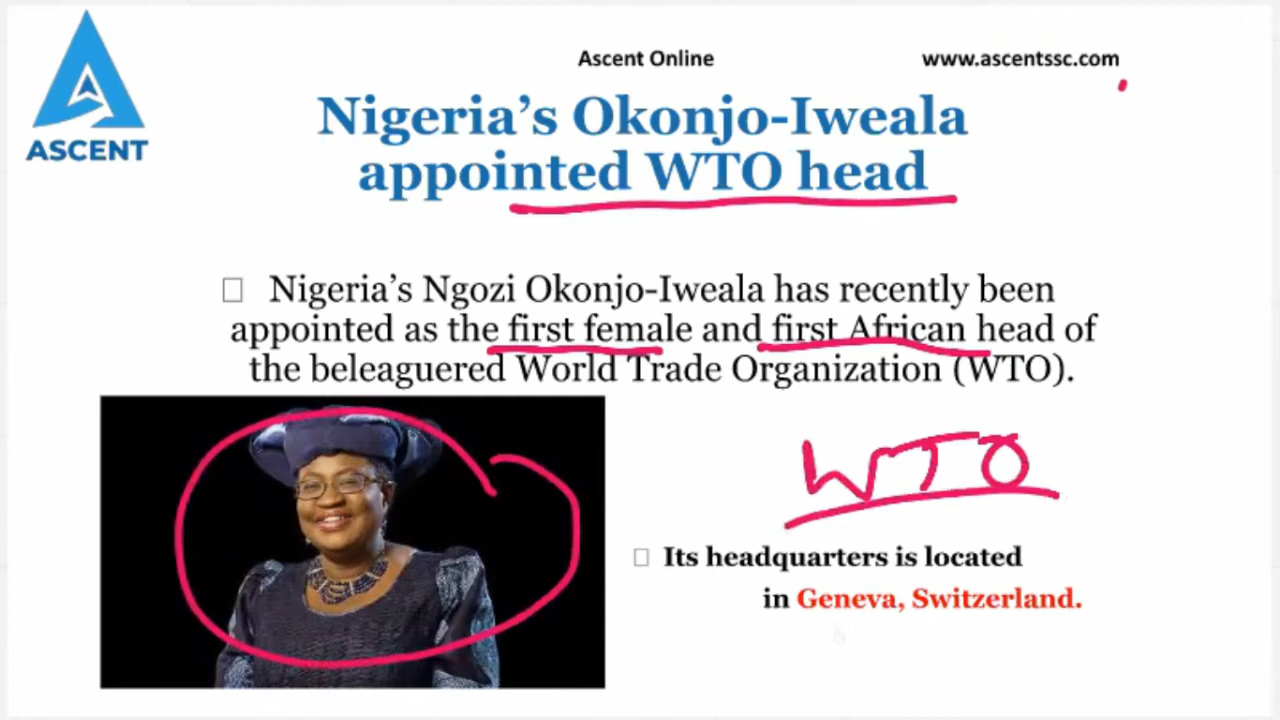 Ascent Online www.ascentssc.com
ASCENT
Nigeria’s Okonjo-Iweala
appointed WTO head
Nigeria’s Ngozi Okonjo-Iweala has recently been
appointed as the first female and first African head of
the beleaguered World Trade Organization (WTO).
WTO
Its headquarters is located
in Geneva, Switzerland.